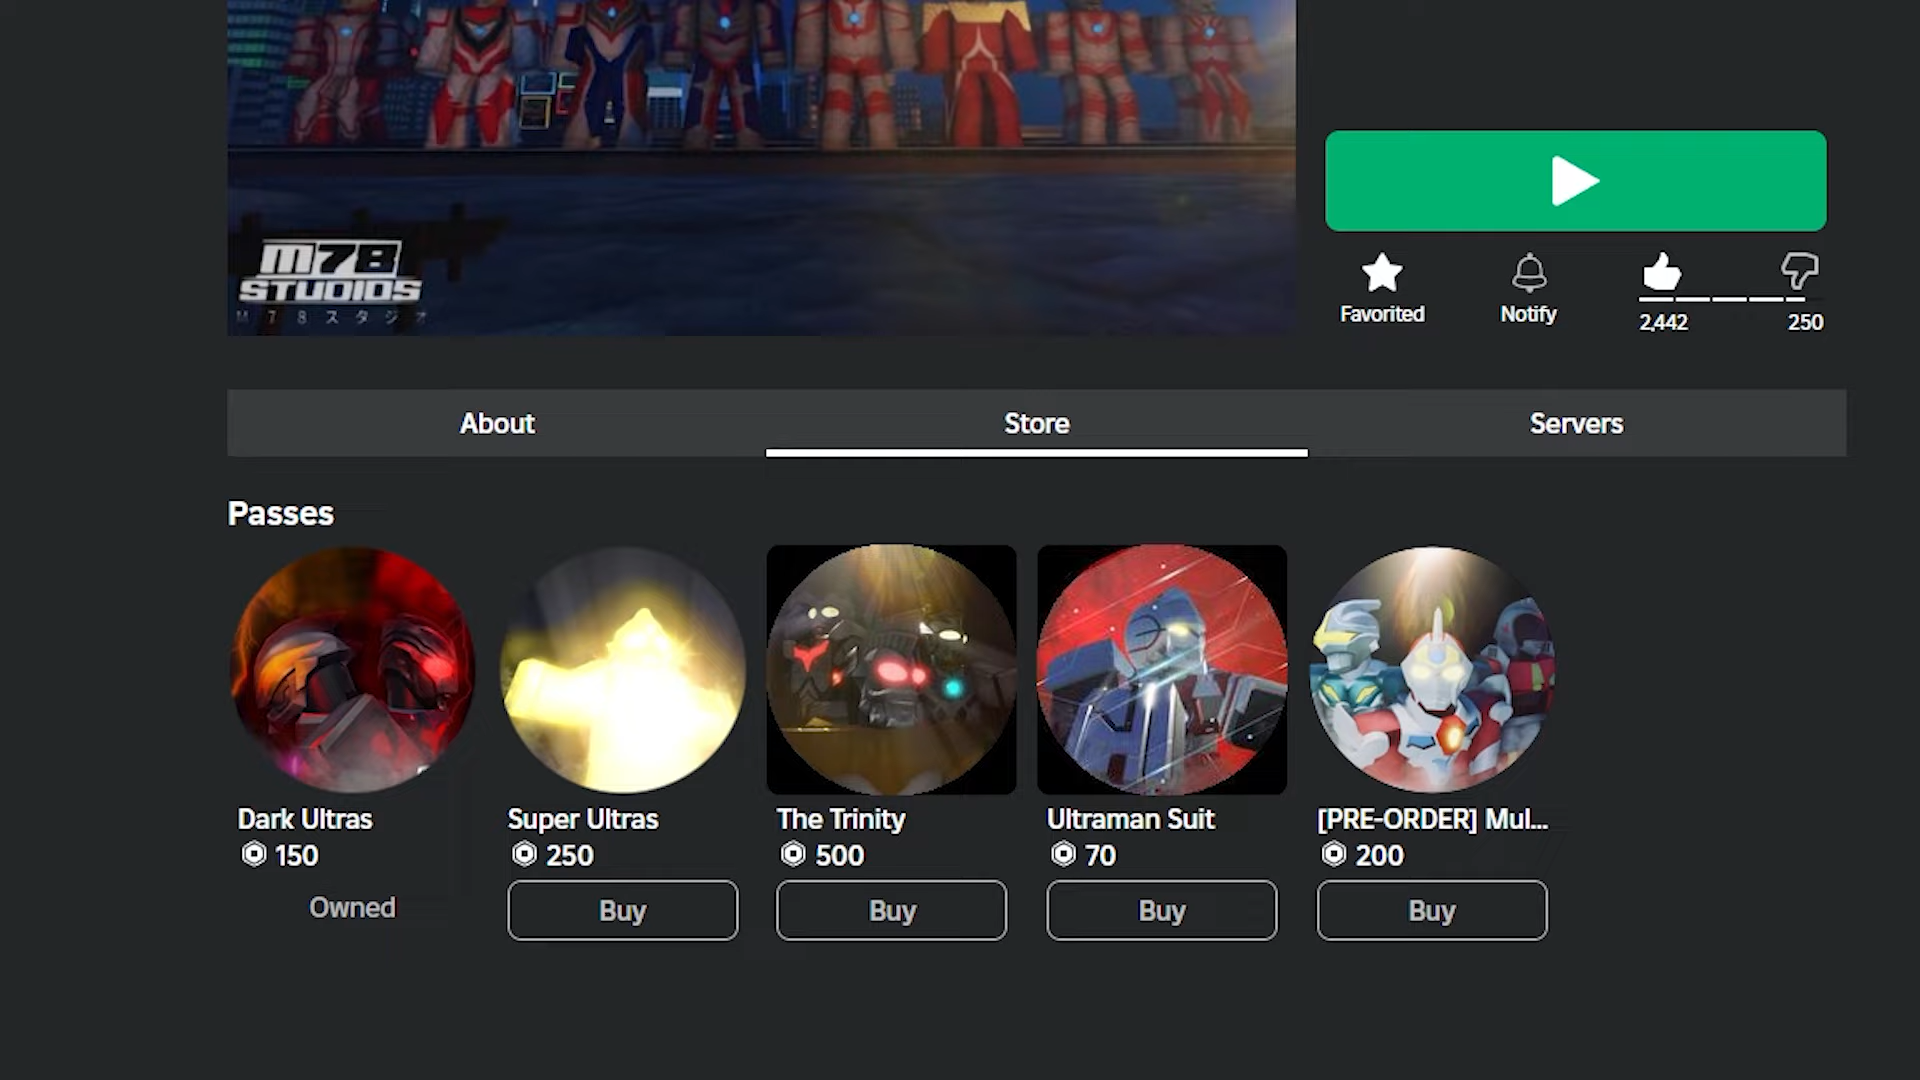 M78
STUDIOS
M 7 8 ス タ ジ オ
Favorited
Notify
2,442
250
About
Store
Servers
Passes
Dark Ultras
Super Ultras
The Trinity
Ultraman Suit
[PRE-ORDER] Mul...
150
250
500
70
200
Owned
Buy
Buy
Buy
Buy